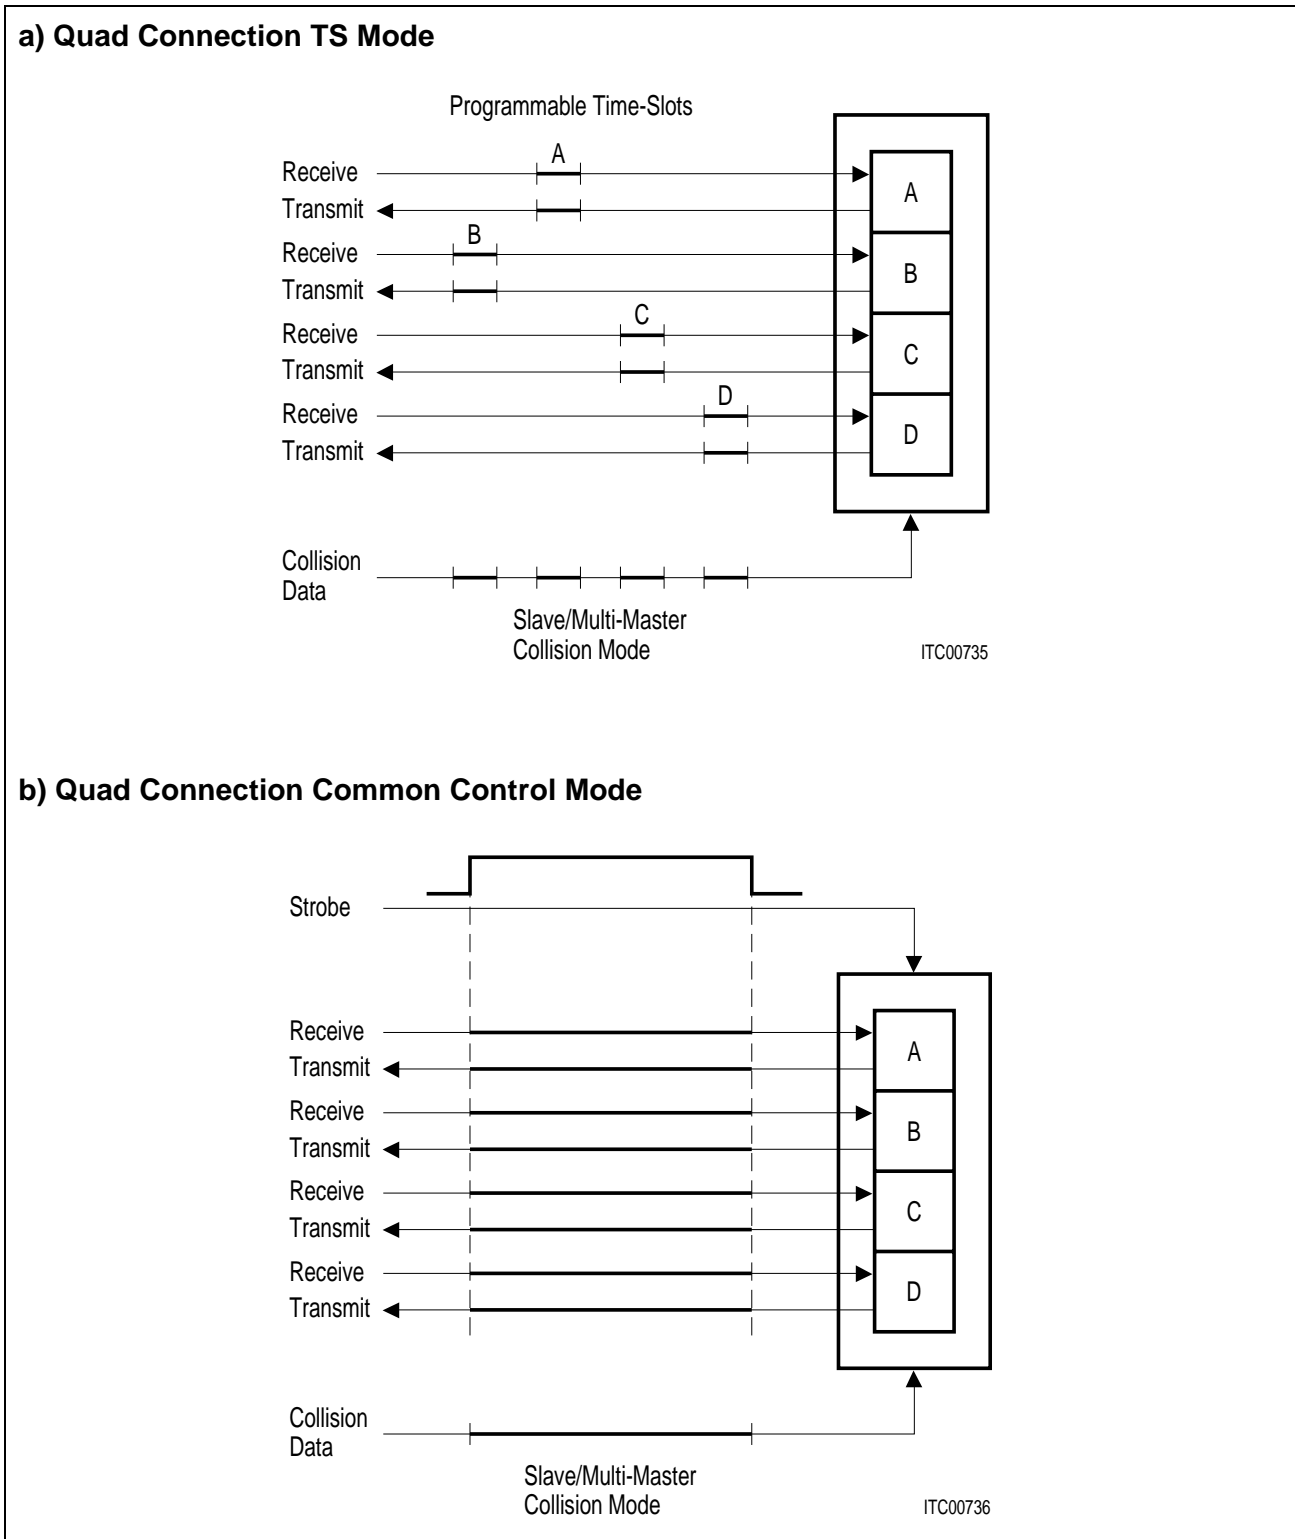 a) Quad Connection TS Mode
Programmable Time-Slots
A
Receive
A
Transmit
B
Receive
B
Transmit
C
Receive
C
Transmit
D
Receive
D
Transmit
Collision
Data
Slave/Multi-Master
Collision Mode
ITC00735
b) Quad Connection Common Control Mode
Strobe
Receive
A
Transmit
Receive
B
Transmit
Receive
C
Transmit
Receive
D
Transmit
Collision
Data
Slave/Multi-Master
Collision Mode
ITC00736